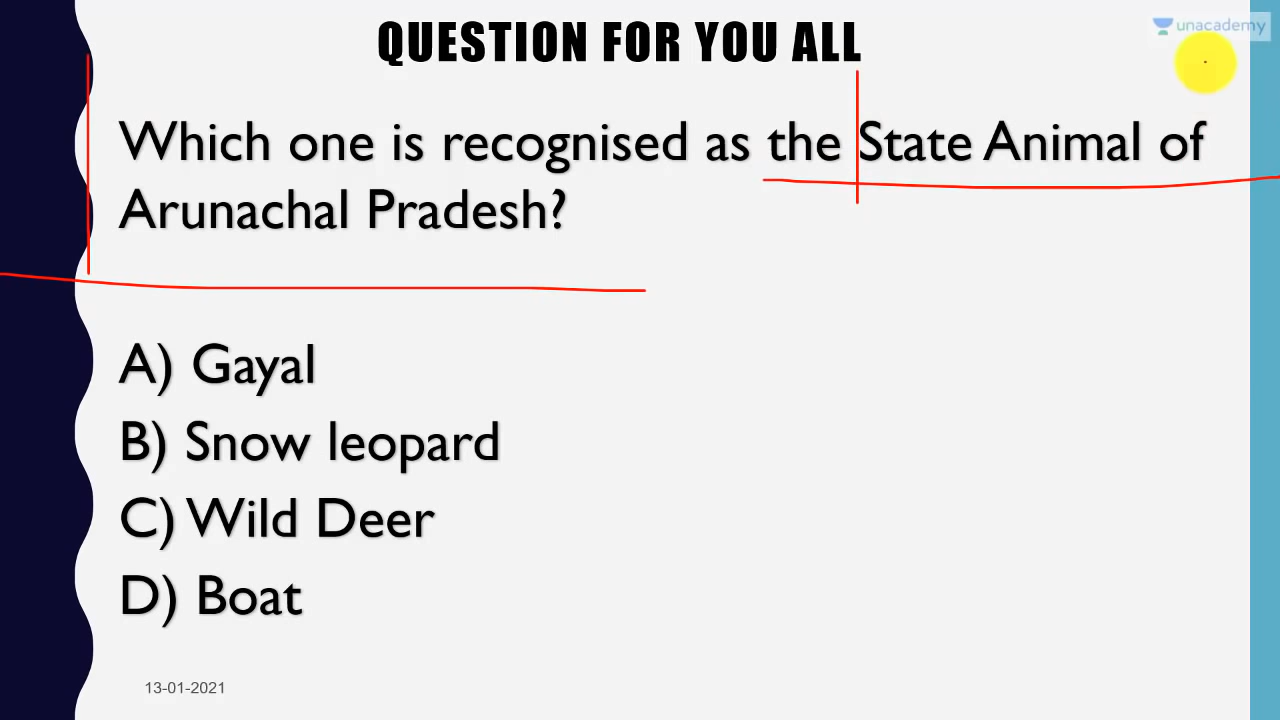 QUESTION FOR YOU ALL
unacademy
Which one is recognised as the State Animal of
Arunachal Pradesh?
A) Gayal
B) Snow leopard
C) Wild Deer
D) Boat
13-01-2021